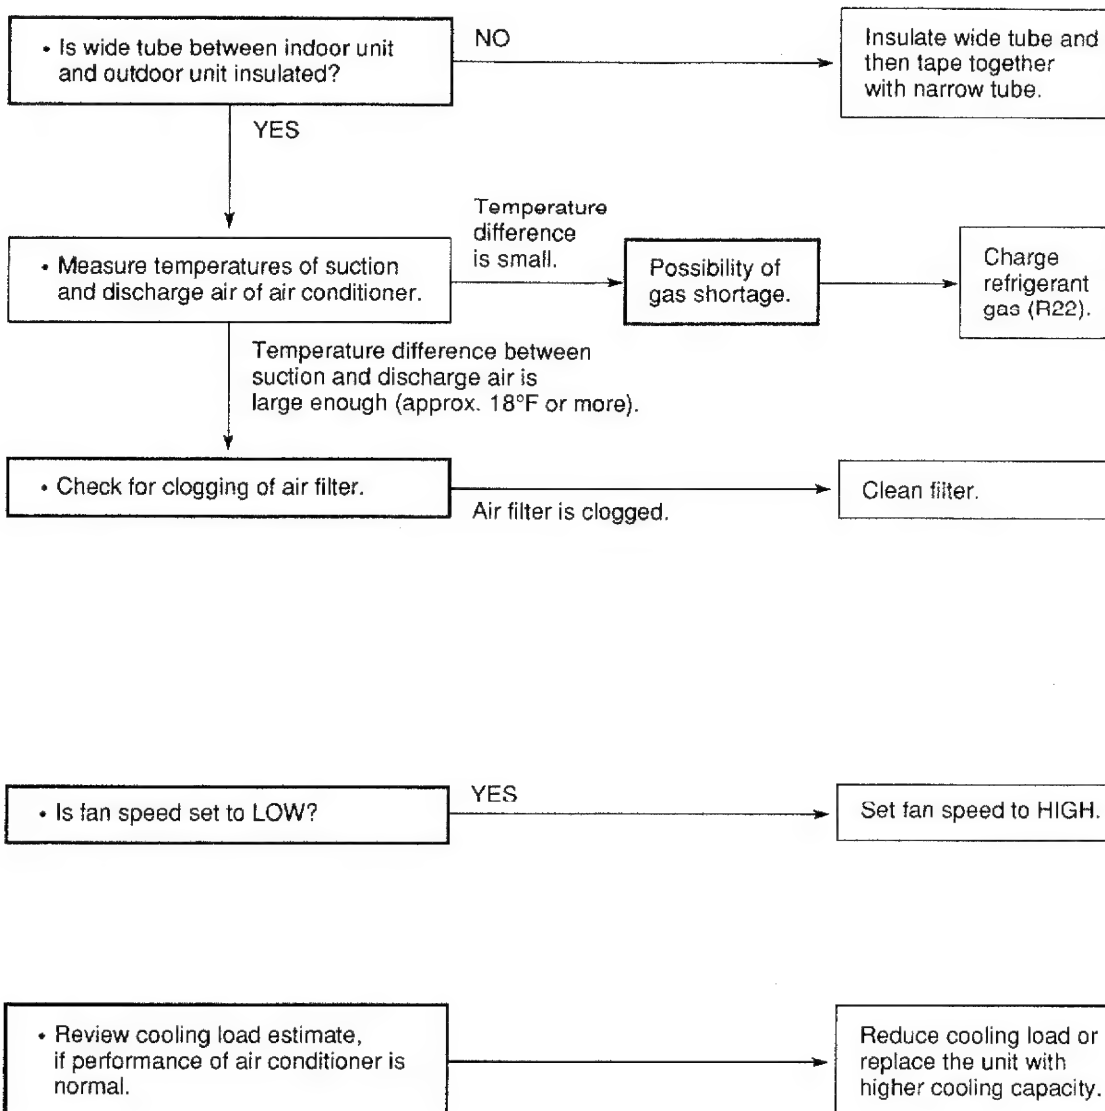 • Is wide tube between indoor unit
and outdoor unit insulated?
NO
Insulate wide tube and
then tape together
with narrow tube.
YES
Temperature
difference
is small.
• Measure temperatures of suction
and discharge air of air conditioner.
Possibility of
gas shortage.
Charge
refrigerant
gas (R22).
Temperature difference between
suction and discharge air is
large enough (approx. 18°F or more).
• Check for clogging of air filter.
Air filter is clogged.
Clean filter.
• Is fan speed set to LOW?
YES
Set fan speed to HIGH.
• Review cooling load estimate,
if performance of air conditioner is
normal.
Reduce cooling load or
replace the unit with
higher cooling capacity.